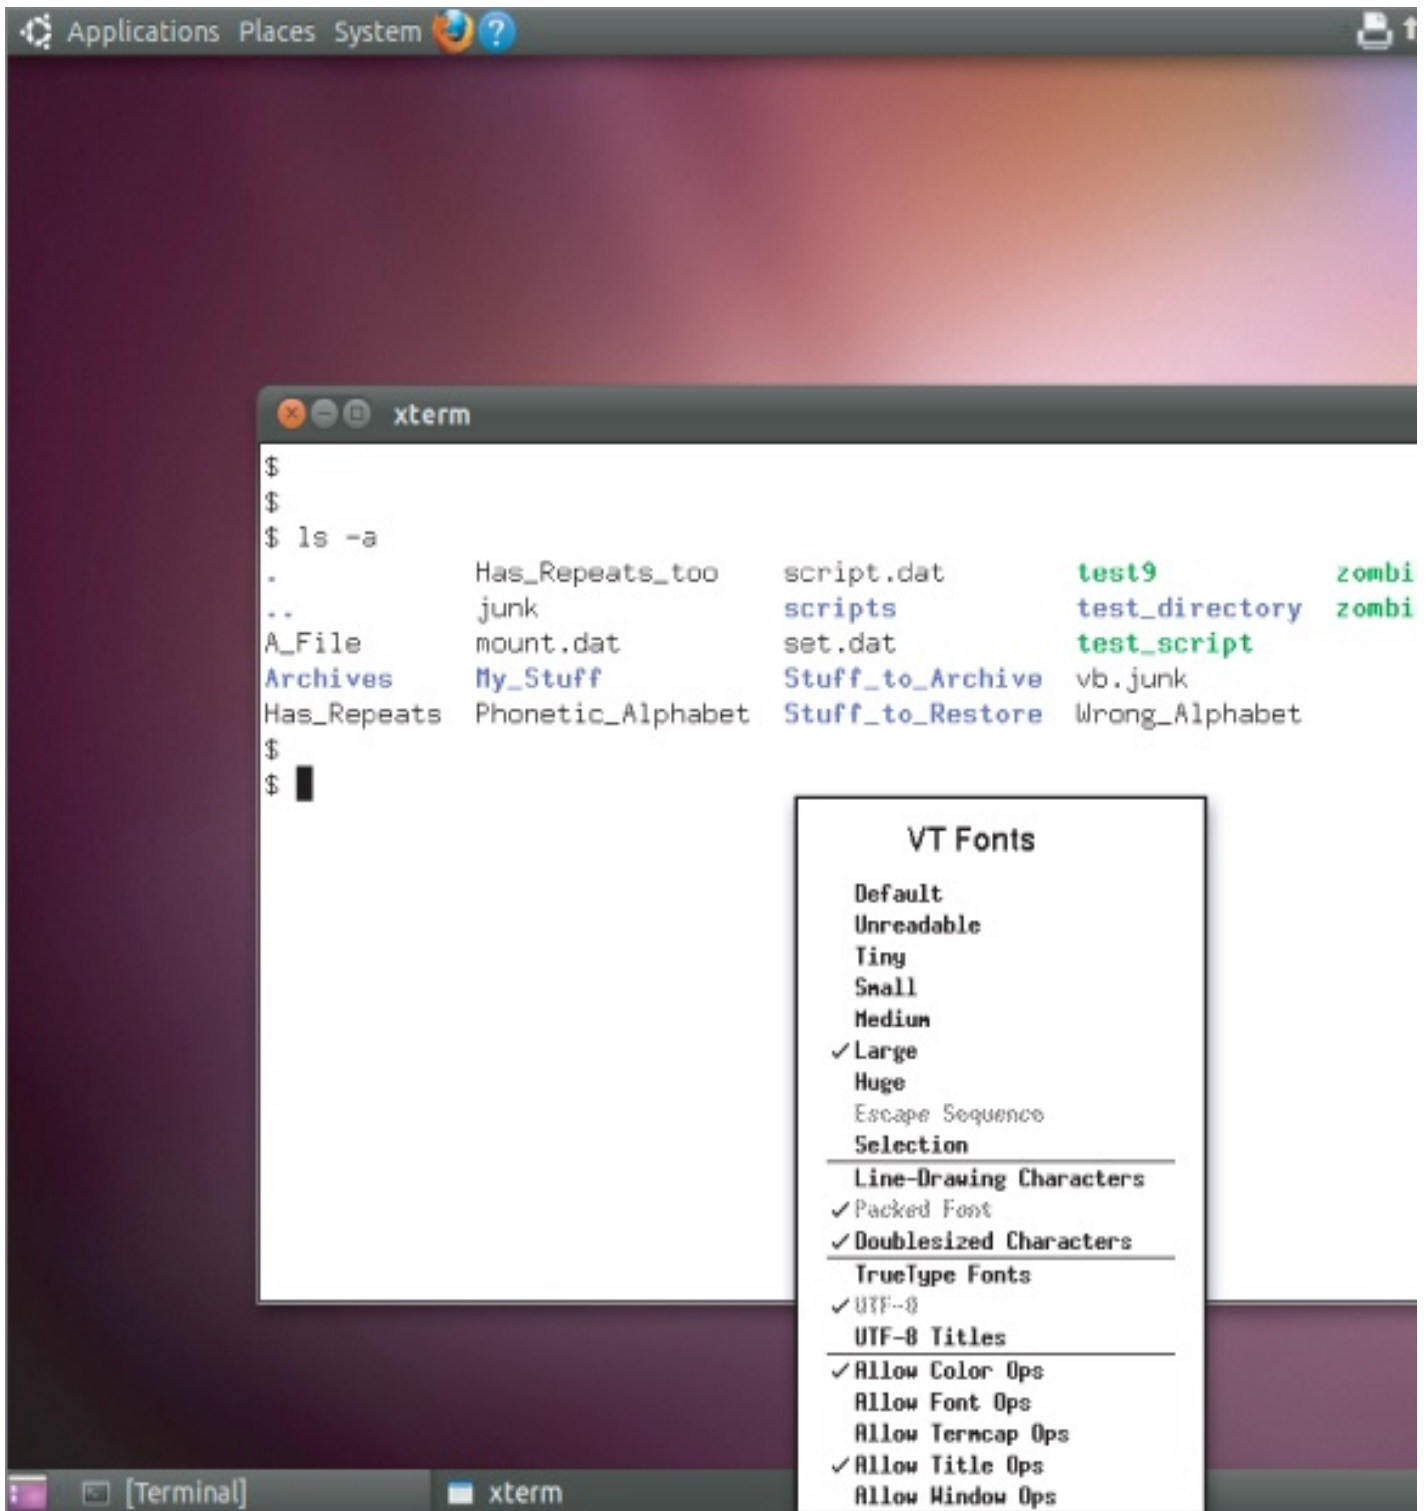 Applications Places System ?
xterm
$
$
$ ls -a
. Has_Repeats_too script.dat test9 zombi
.. junk scripts test_directory zombi
A_File mount.dat set.dat test_script
Archives My_Stuff Stuff_to_Archive vb.junk
Has_Repeats Phonetic_Alphabet Stuff_to_Restore Wrong_Alphabet
$
$
VT Fonts
Default
Unreadable
Tiny
Small
Medium
✓Large
Huge
Escape Sequence
Selection
Line-Drawing Characters
✓Packed Font
✓Doublesized Characters
TrueType Fonts
✓UTF-8
UTF-8 Titles
✓Allow Color Ops
Allow Font Ops
Allow Termcap Ops
✓Allow Title Ops
Allow Window Ops
[Terminal] xterm